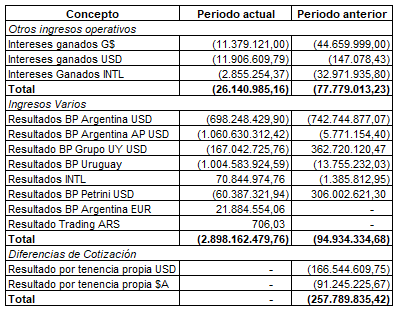 Concepto Periodo actual Periodo anterior
Otros ingresos operativos
Intereses ganados G$ (11.379.121,00) (44.659.999,00)
Intereses ganados USD (11.906.609,79) (147.078,43)
Intereses Ganados INTL (2.855.254,37) (32.971.935,80)
Total (26.140.985,16) (77.779.013,23)
Ingresos Varios
Resultados BP Argentina USD (698.248.429,90) (742.744.877,07)
Resultados BP Argentina AP USD (1.060.630.312,42) (5.771.154,40)
Resultado BP Grupo UY USD (167.042.725,76) 362.720.120,47
Resultados BP Uruguay (1.004.583.924,59) (13.755.232,03)
Resultados INTL 70.844.974,76 (1.385.812,95)
Resultados BP Petrini USD (60.387.321,94) 306.002.621,30
Resultados BP Argentina EUR 21.884.554,06 -
Resultado Trading ARS 706,03 -
Total (2.898.162.479,76) (94.934.334,68)
Diferencias de Cotización
Resultado por tenencia propia USD - (166.544.609,75)
Resultado por tenencia propia $A - (91.245.225,67)
Total - (257.789.835,42)